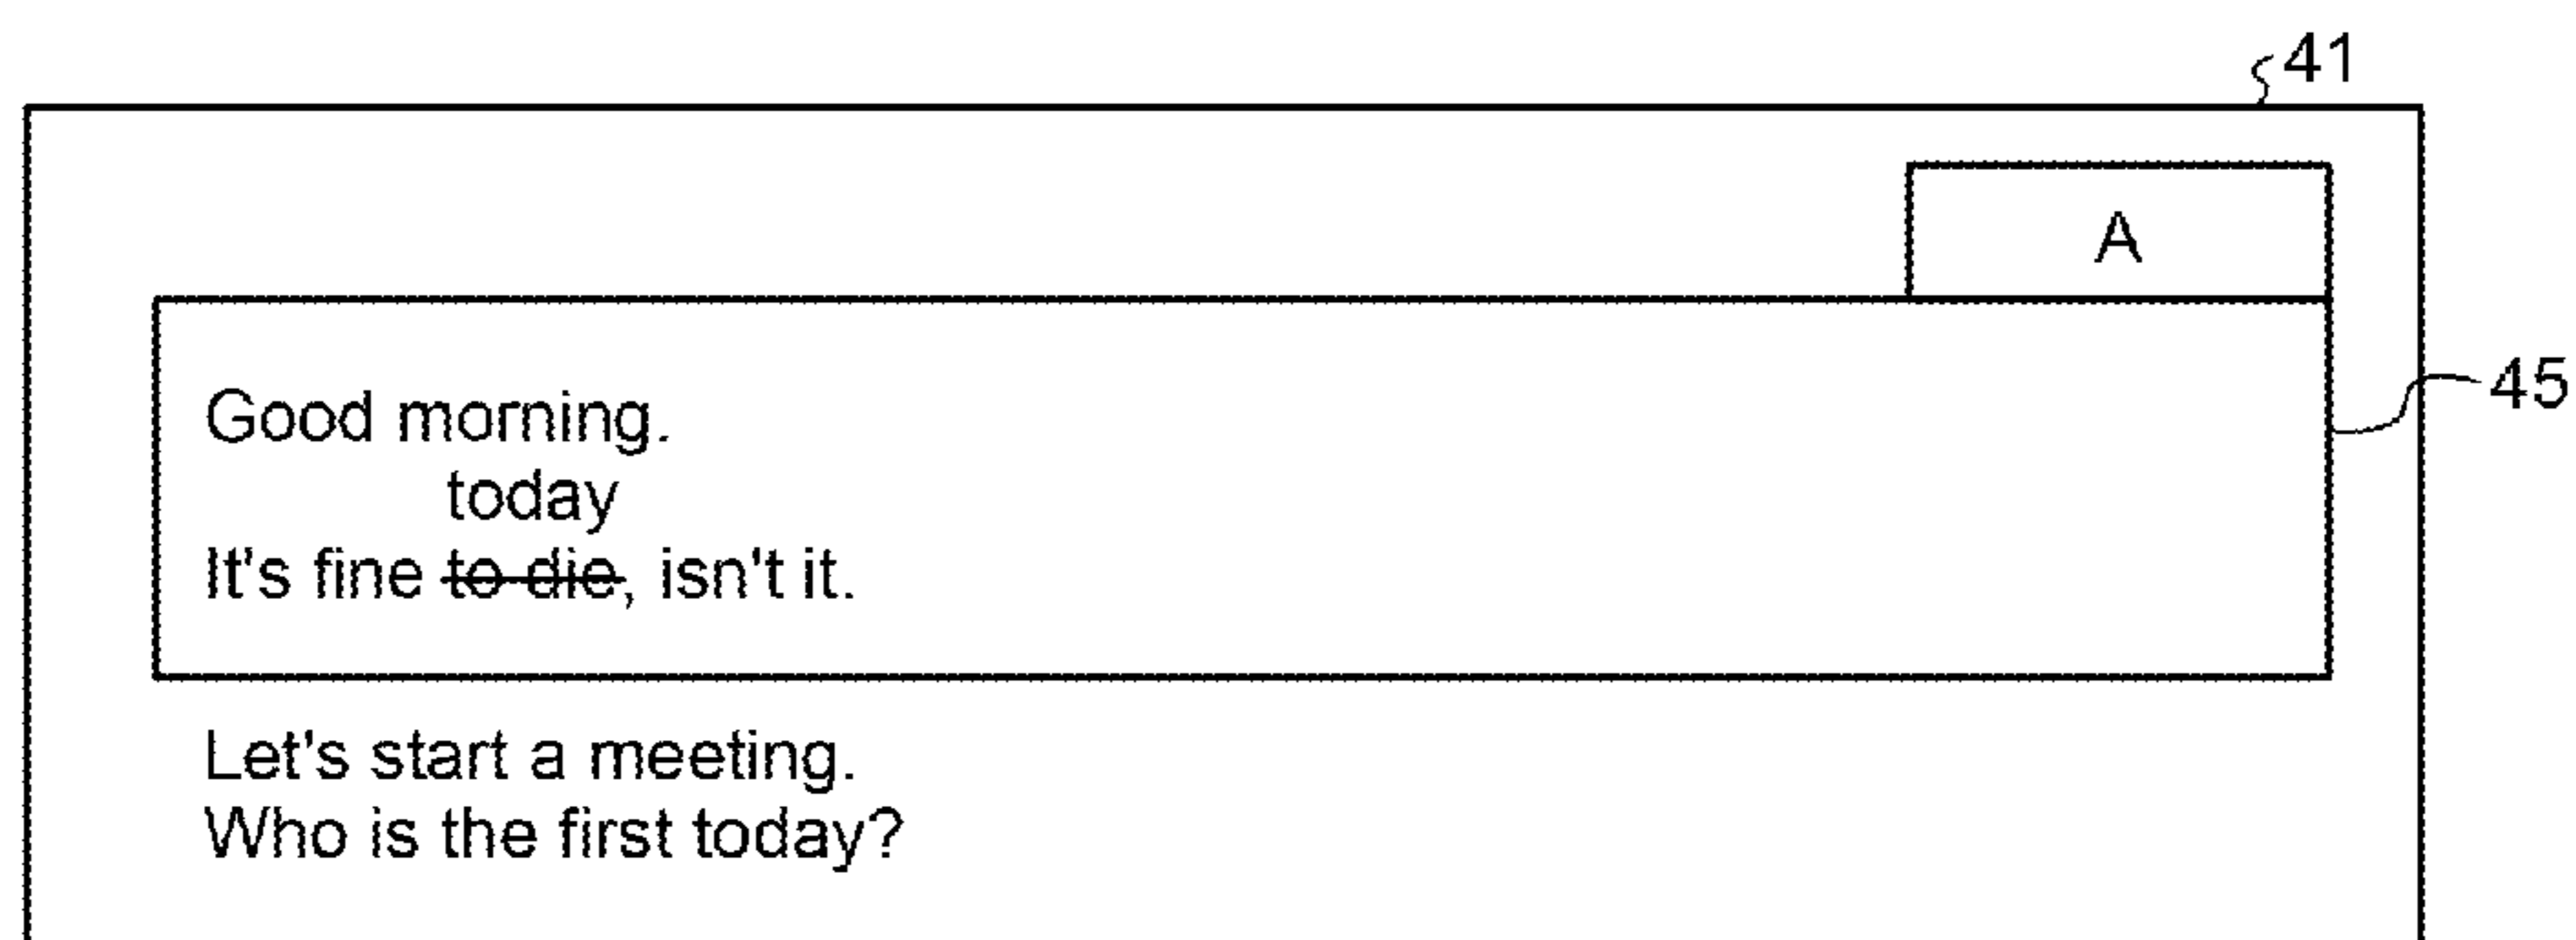 41
A
45
Good morning.
today
It's fine to die, isn't it.
Let's start a meeting.
Who is the first today?